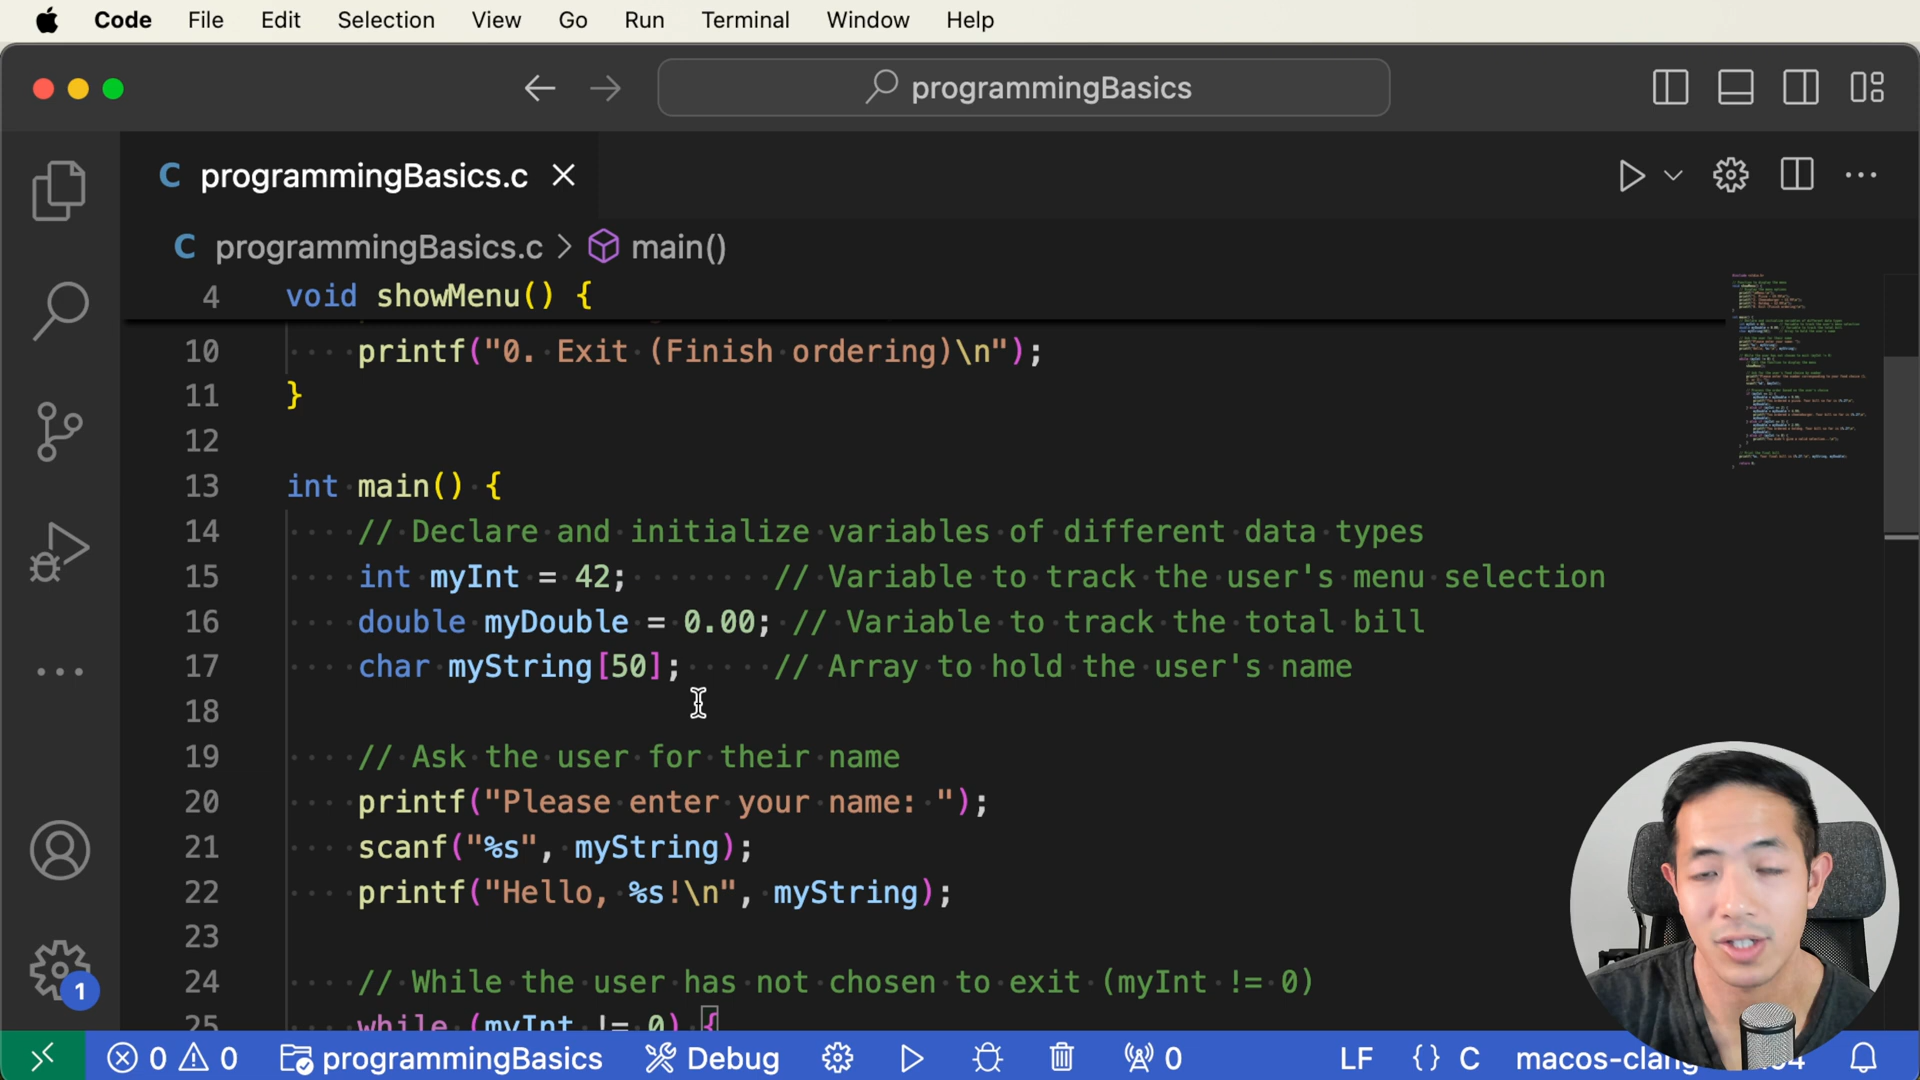 Code File Edit Selection View Go Run Terminal Window Help
programmingBasics
C programmingBasics.c
C programmingBasics.c > main()
4 void showMenu() {
10 printf("0. Exit (Finish ordering)\n");
11 }
12
13 int main() {
14 // Declare and initialize variables of different data types
15 int myInt = 42; // Variable to track the user's menu selection
16 double myDouble = 0.00; // Variable to track the total bill
17 char myString[50]; // Array to hold the user's name
18
19 // Ask the user for their name
20 printf("Please enter your name: ");
21 scanf("%s", myString);
22 printf("Hello, %s!\n", myString);
23
24 // While the user has not chosen to exit (myInt != 0)
25 while (myInt != 0) {
1
0 0 programmingBasics Debug 0 LF {} C macos-clang